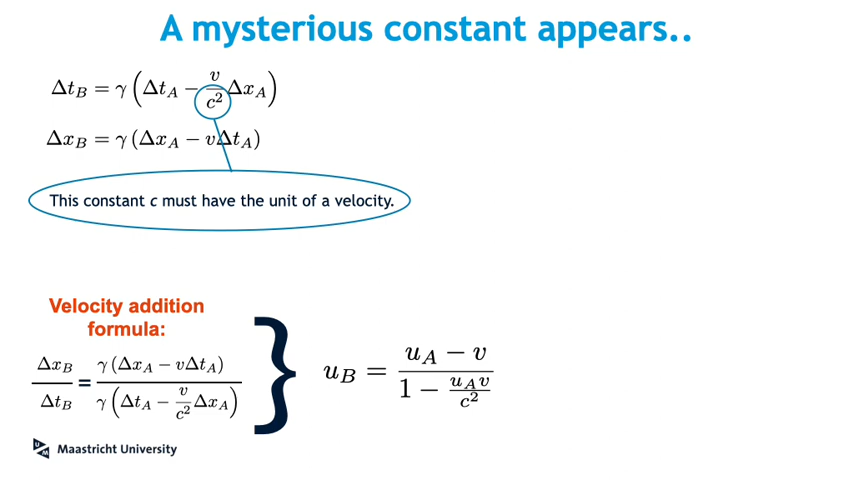 A mysterious constant appears..
Δt_B = γ (Δt_A − v/c² Δx_A)
Δx_B = γ (Δx_A − vΔt_A)
This constant c must have the unit of a velocity.
Velocity addition
formula:
Δx_B/Δt_B = γ (Δx_A − vΔt_A) / γ (Δt_A − v/c² Δx_A) } u_B = (u_A − v) / (1 − u_A v/c²)
UM Maastricht University